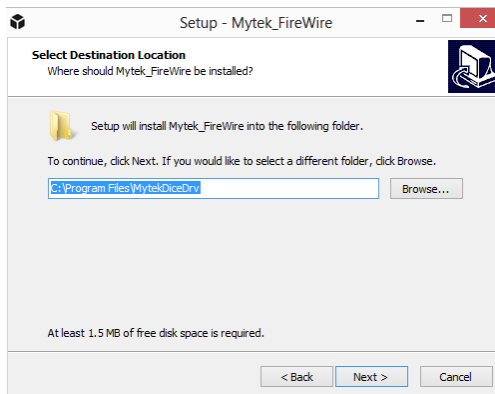 Setup - Mytek_FireWire
Select Destination Location
Where should Mytek_FireWire be installed?
Setup will install Mytek_FireWire into the following folder.
To continue, click Next. If you would like to select a different folder, click Browse.
C:\Program Files\MytekDiceDrv
Browse...
At least 1.5 MB of free disk space is required.
< Back
Next >
Cancel